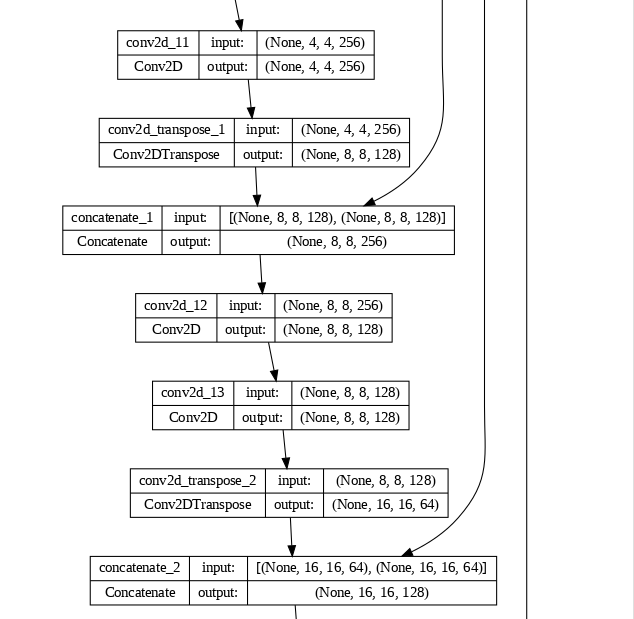 conv2d_11 input: (None, 4, 4, 256)
Conv2D output: (None, 4, 4, 256)
conv2d_transpose_1 input: (None, 4, 4, 256)
Conv2DTranspose output: (None, 8, 8, 128)
concatenate_1 input: [(None, 8, 8, 128), (None, 8, 8, 128)]
Concatenate output: (None, 8, 8, 256)
conv2d_12 input: (None, 8, 8, 256)
Conv2D output: (None, 8, 8, 128)
conv2d_13 input: (None, 8, 8, 128)
Conv2D output: (None, 8, 8, 128)
conv2d_transpose_2 input: (None, 8, 8, 128)
Conv2DTranspose output: (None, 16, 16, 64)
concatenate_2 input: [(None, 16, 16, 64), (None, 16, 16, 64)]
Concatenate output: (None, 16, 16, 128)